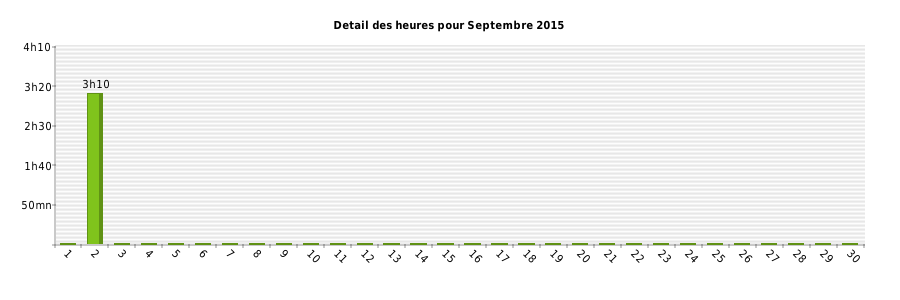 Detail des heures pour Septembre 2015
4h10
3h20
2h30
1h40
50mn
3h10
1 2 3 4 5 6 7 8 9 10 11 12 13 14 15 16 17 18 19 20 21 22 23 24 25 26 27 28 29 30